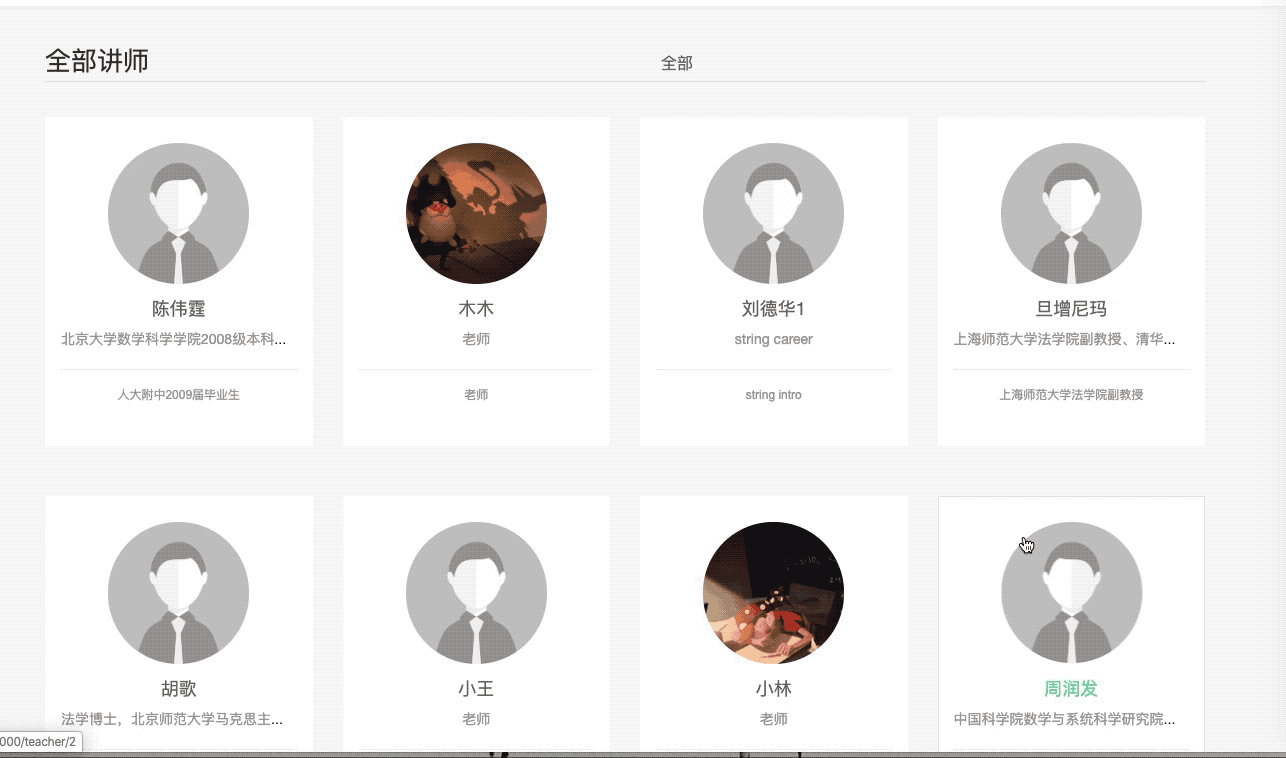 全部讲师
全部
陈伟霆
北京大学数学科学学院2008级本科...
人大附中2009届毕业生
木木
老师
老师
刘德华1
string career
string intro
旦增尼玛
上海师范大学法学院副教授、清华...
上海师范大学法学院副教授
胡歌
法学博士，北京师范大学马克思主...
小王
老师
小林
老师
周润发
中国科学院数学与系统科学研究院...
000/teacher/2